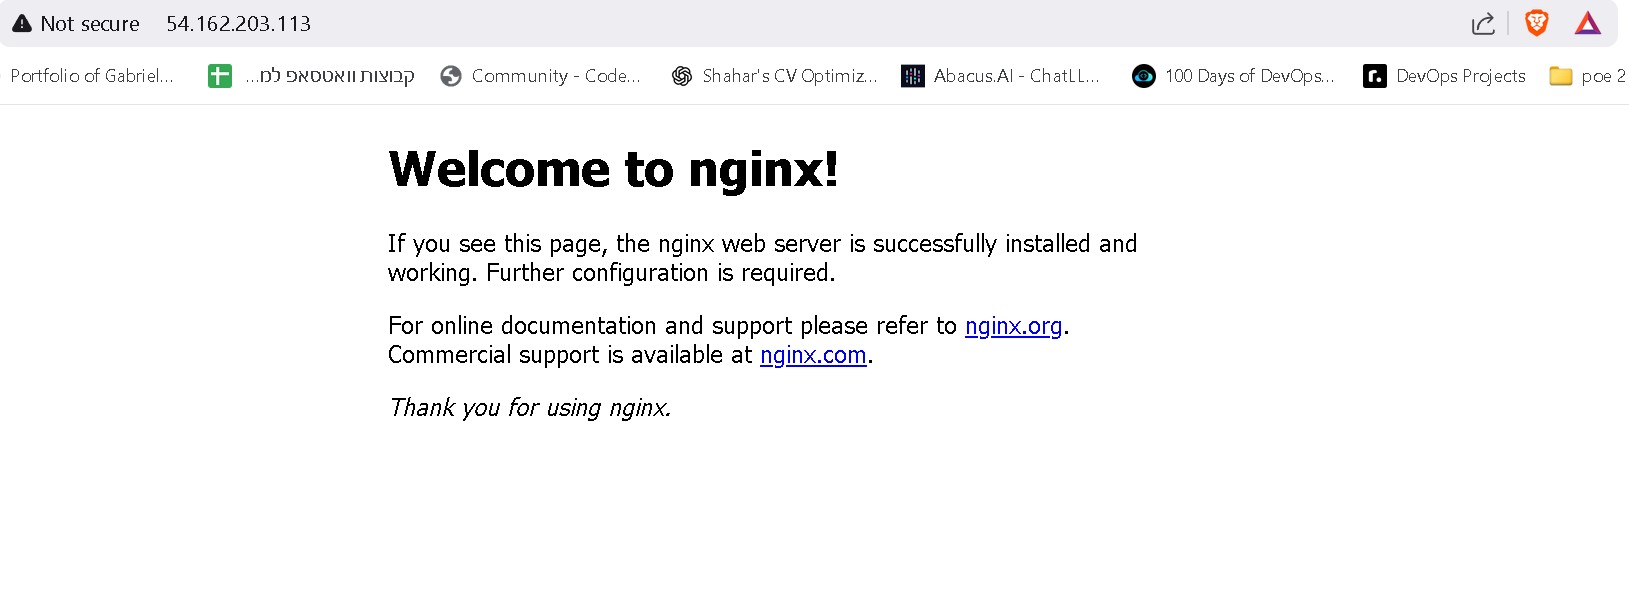 Not secure 54.162.203.113
Portfolio of Gabriel... קבוצות וואטסאפ למ... Community - Code... Shahar's CV Optimiz... Abacus.AI - ChatLL... 100 Days of DevOps... DevOps Projects poe 2
Welcome to nginx!
If you see this page, the nginx web server is successfully installed and
working. Further configuration is required.
For online documentation and support please refer to nginx.org.
Commercial support is available at nginx.com.
Thank you for using nginx.